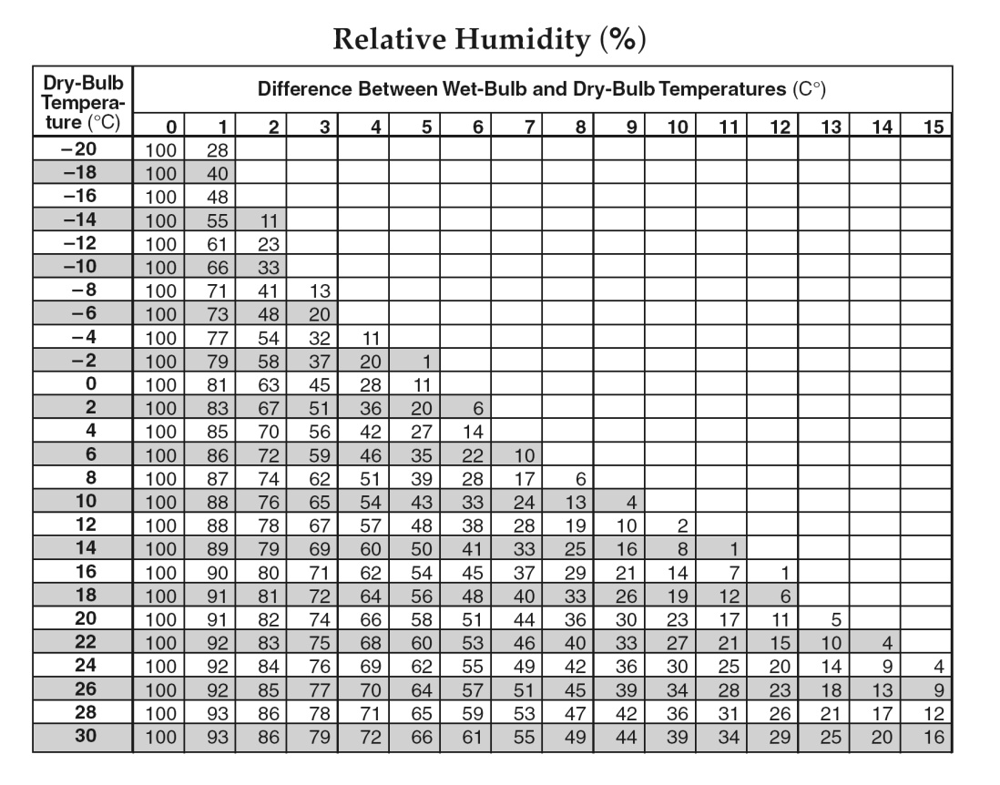 Relative Humidity (%)
Dry-Bulb
Tempera-
ture (°C)
Difference Between Wet-Bulb and Dry-Bulb Temperatures (C°)
0 1 2 3 4 5 6 7 8 9 10 11 12 13 14 15
–20 100 28
–18 100 40
–16 100 48
–14 100 55 11
–12 100 61 23
–10 100 66 33
–8 100 71 41 13
–6 100 73 48 20
–4 100 77 54 32 11
–2 100 79 58 37 20 1
0 100 81 63 45 28 11
2 100 83 67 51 36 20 6
4 100 85 70 56 42 27 14
6 100 86 72 59 46 35 22 10
8 100 87 74 62 51 39 28 17 6
10 100 88 76 65 54 43 33 24 13 4
12 100 88 78 67 57 48 38 28 19 10 2
14 100 89 79 69 60 50 41 33 25 16 8 1
16 100 90 80 71 62 54 45 37 29 21 14 7 1
18 100 91 81 72 64 56 48 40 33 26 19 12 6
20 100 91 82 74 66 58 51 44 36 30 23 17 11 5
22 100 92 83 75 68 60 53 46 40 33 27 21 15 10 4
24 100 92 84 76 69 62 55 49 42 36 30 25 20 14 9 4
26 100 92 85 77 70 64 57 51 45 39 34 28 23 18 13 9
28 100 93 86 78 71 65 59 53 47 42 36 31 26 21 17 12
30 100 93 86 79 72 66 61 55 49 44 39 34 29 25 20 16